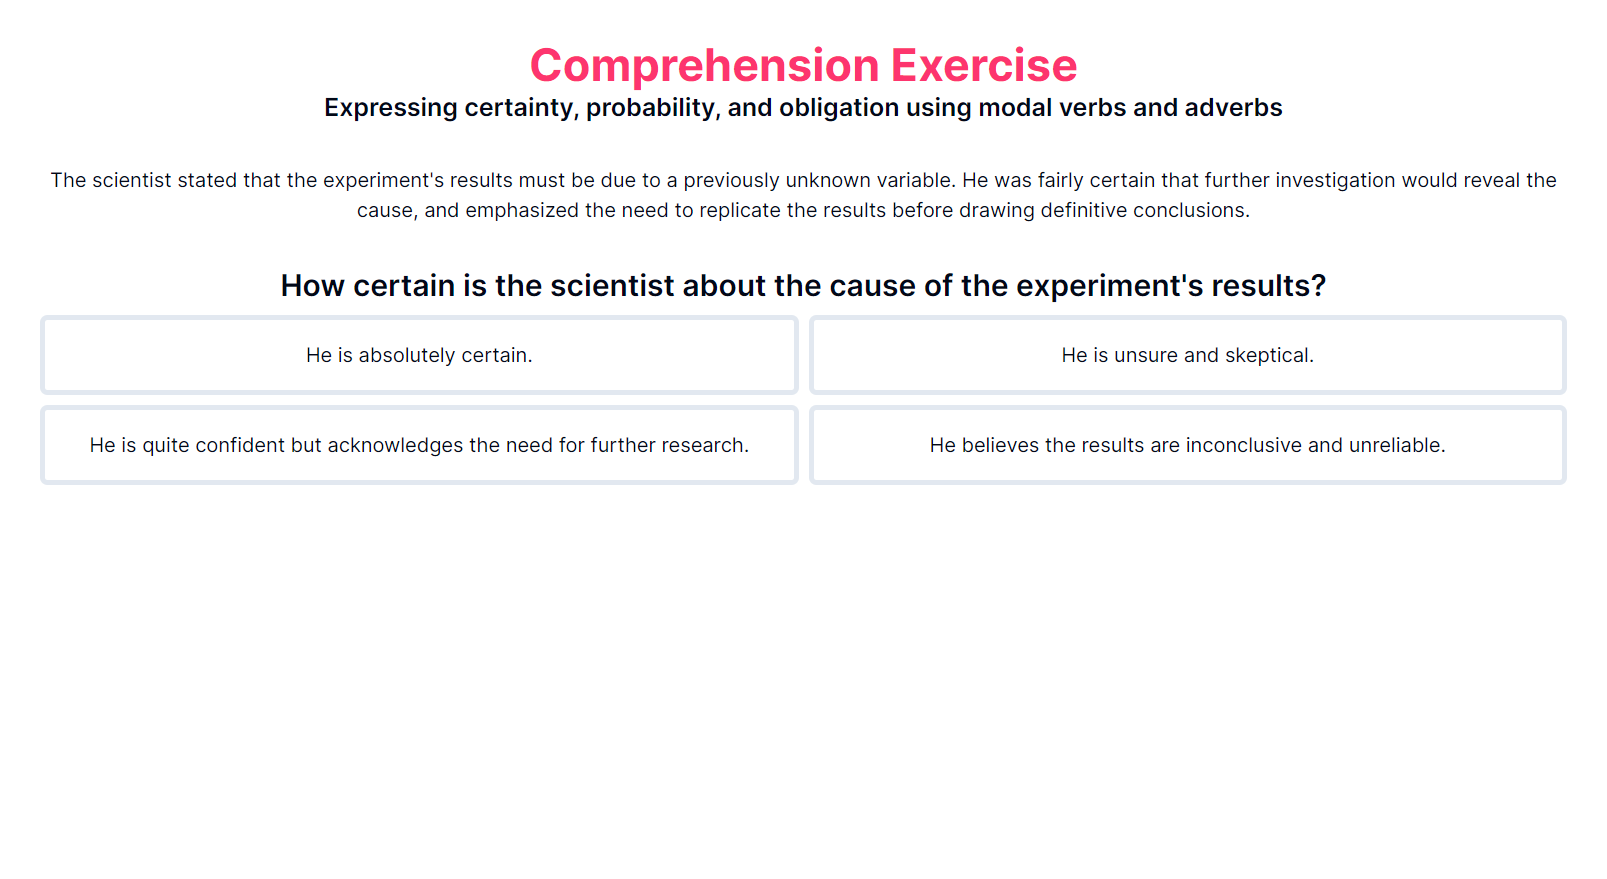 Comprehension Exercise
Expressing certainty, probability, and obligation using modal verbs and adverbs
The scientist stated that the experiment's results must be due to a previously unknown variable. He was fairly certain that further investigation would reveal the
cause, and emphasized the need to replicate the results before drawing definitive conclusions.
How certain is the scientist about the cause of the experiment's results?
He is absolutely certain.
He is unsure and skeptical.
He is quite confident but acknowledges the need for further research.
He believes the results are inconclusive and unreliable.